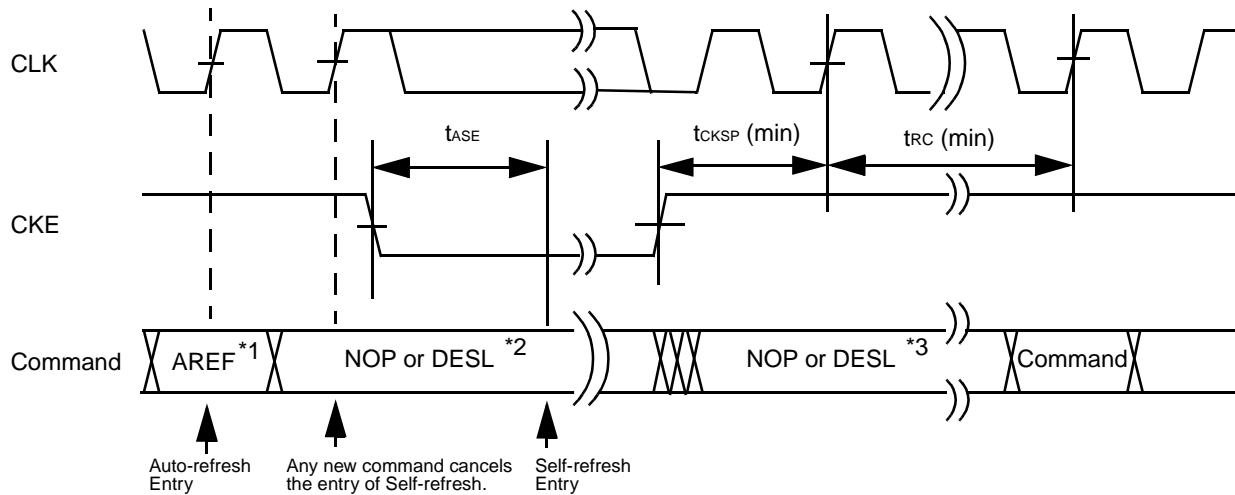 CLK
tASE
tCKSP (min)
tRC (min)
CKE
Command
AREF*1
NOP or DESL *2
NOP or DESL *3
Command
Auto-refresh
Entry
Any new command cancels
the entry of Self-refresh.
Self-refresh
Entry